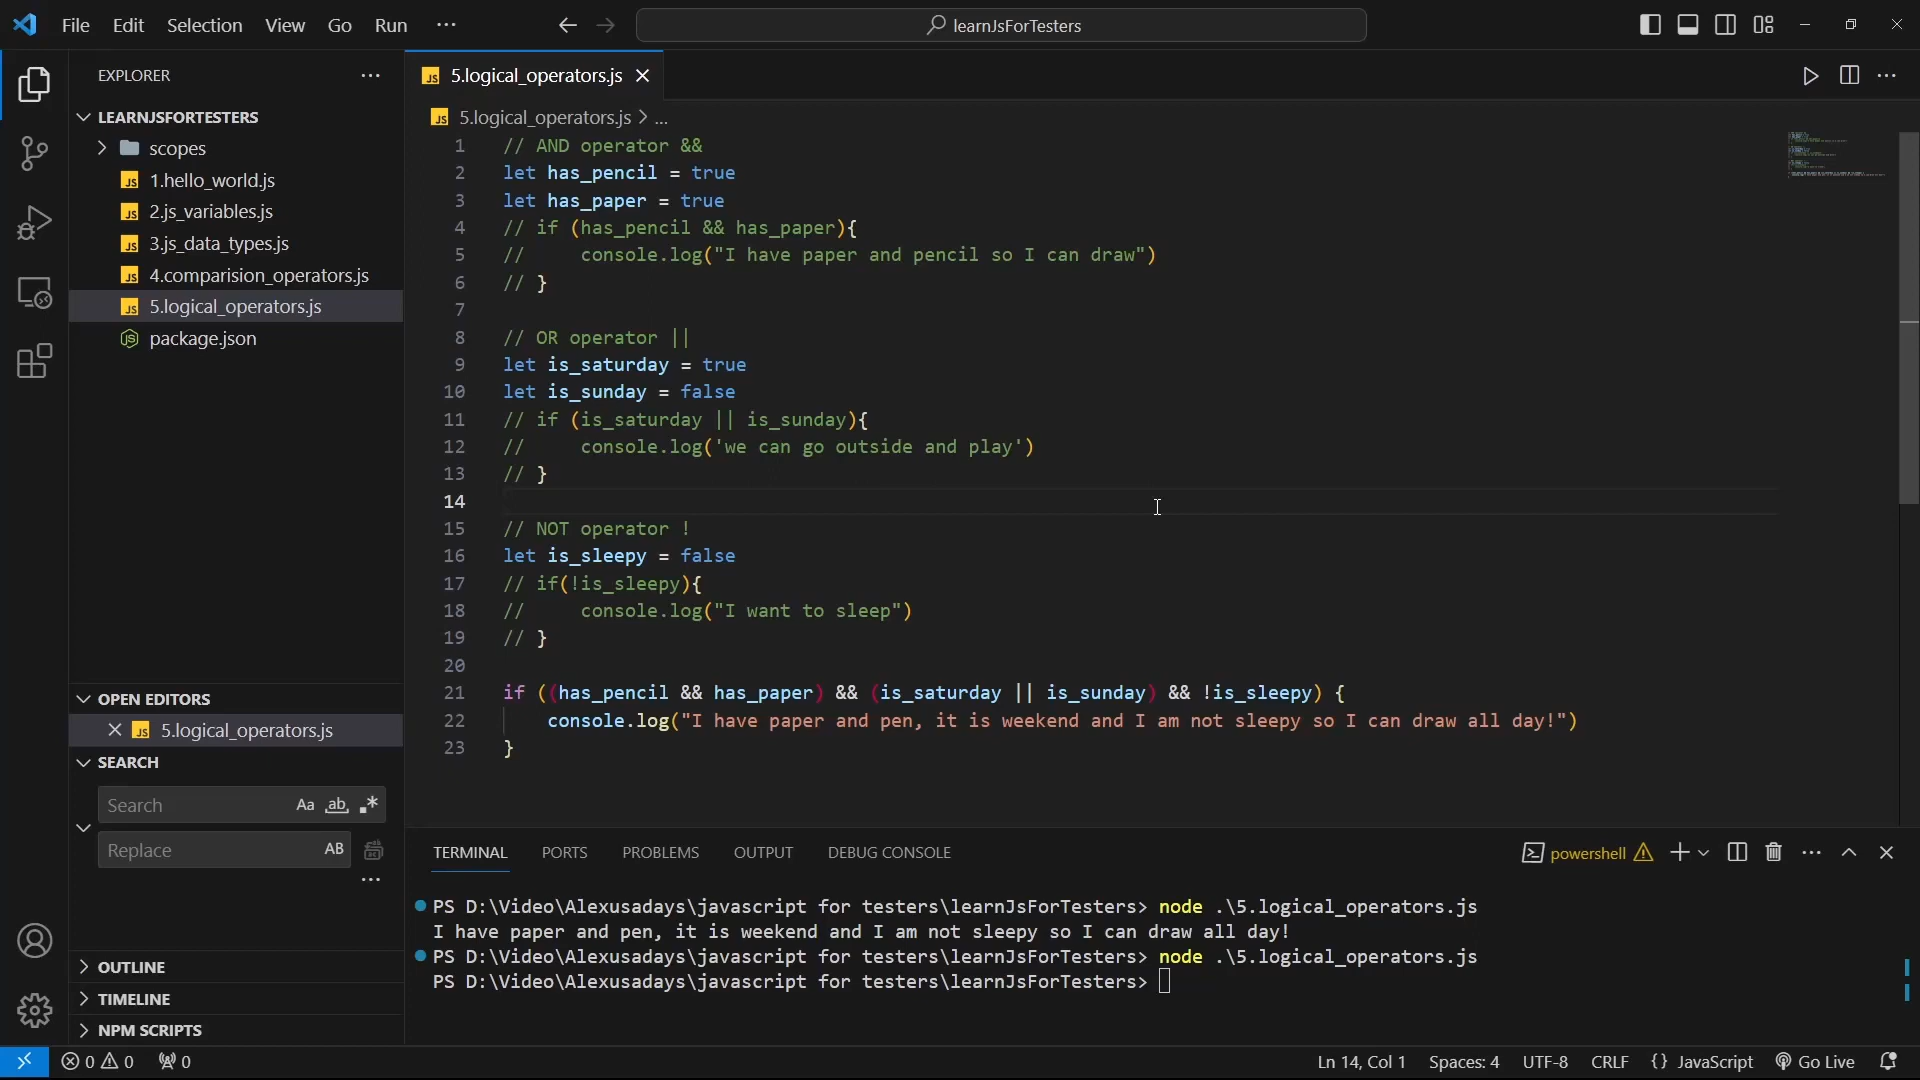 File Edit Selection View Go Run ···
learnJsForTesters
EXPLORER
LEARNJSFORTESTERS
scopes
JS 1.hello_world.js
JS 2.js_variables.js
JS 3.js_data_types.js
JS 4.comparision_operators.js
JS 5.logical_operators.js
package.json
OPEN EDITORS
JS 5.logical_operators.js
SEARCH
Search Aa ab
Replace AB
OUTLINE
TIMELINE
NPM SCRIPTS
JS 5.logical_operators.js
JS 5.logical_operators.js > ...
1 // AND operator &&
2 let has_pencil = true
3 let has_paper = true
4 // if (has_pencil && has_paper){
5 //     console.log("I have paper and pencil so I can draw")
6 // }
7
8 // OR operator ||
9 let is_saturday = true
10 let is_sunday = false
11 // if (is_saturday || is_sunday){
12 //     console.log('we can go outside and play')
13 // }
14
15 // NOT operator !
16 let is_sleepy = false
17 // if(!is_sleepy){
18 //     console.log("I want to sleep")
19 // }
20
21 if ((has_pencil && has_paper) && (is_saturday || is_sunday) && !is_sleepy) {
22     console.log("I have paper and pen, it is weekend and I am not sleepy so I can draw all day!")
23 }
TERMINAL PORTS PROBLEMS OUTPUT DEBUG CONSOLE
powershell
PS D:\Video\Alexusadays\javascript for testers\learnJsForTesters> node .\5.logical_operators.js
I have paper and pen, it is weekend and I am not sleepy so I can draw all day!
PS D:\Video\Alexusadays\javascript for testers\learnJsForTesters> node .\5.logical_operators.js
PS D:\Video\Alexusadays\javascript for testers\learnJsForTesters>
0 0 0 Ln 14, Col 1 Spaces: 4 UTF-8 CRLF {} JavaScript Go Live